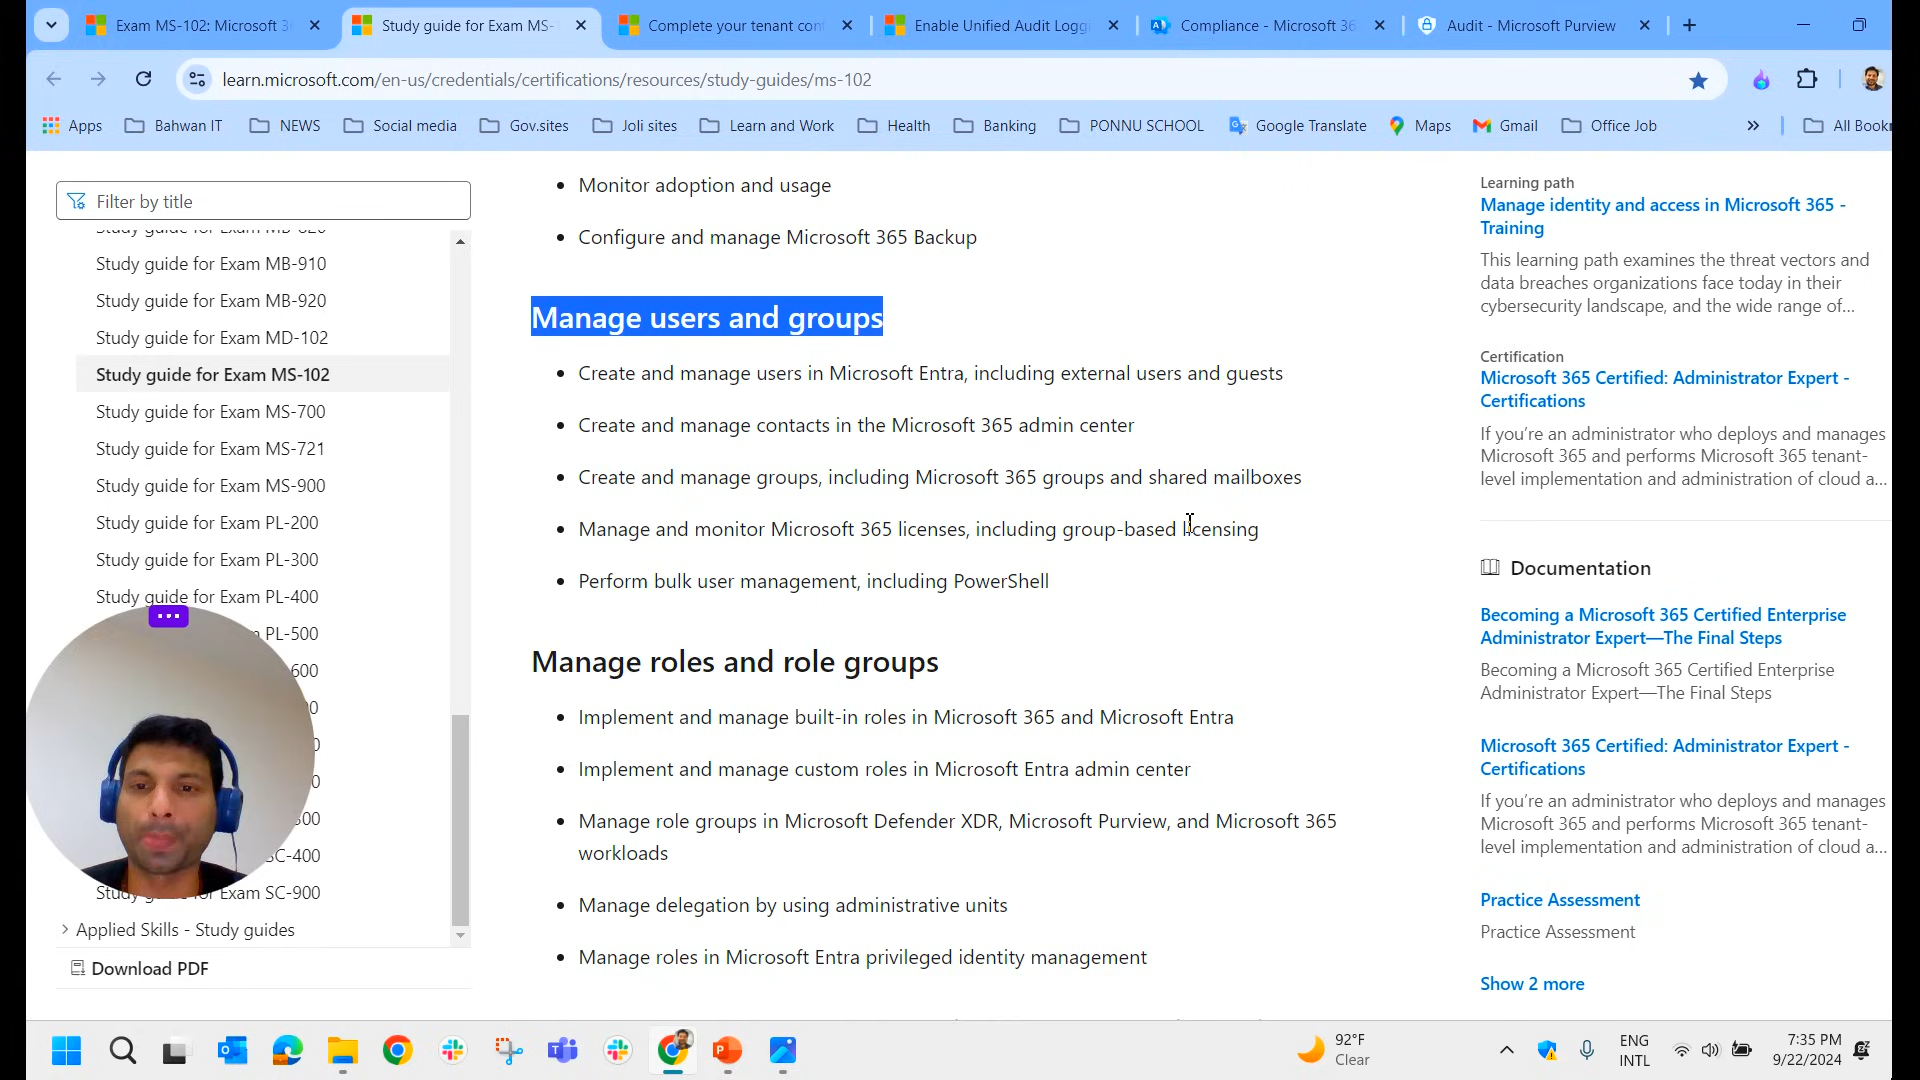 Exam MS-102: Microsoft 3
Study guide for Exam MS-
Complete your tenant con
Enable Unified Audit Logg
Compliance - Microsoft 36
Audit - Microsoft Purview
learn.microsoft.com/en-us/credentials/certifications/resources/study-guides/ms-102
Apps
Bahwan IT
NEWS
Social media
Gov.sites
Joli sites
Learn and Work
Health
Banking
PONNU SCHOOL
Google Translate
Maps
Gmail
Office Job
All Book
Filter by title
Study guide for Exam MB-910
Study guide for Exam MB-920
Study guide for Exam MD-102
Study guide for Exam MS-102
Study guide for Exam MS-700
Study guide for Exam MS-721
Study guide for Exam MS-900
Study guide for Exam PL-200
Study guide for Exam PL-300
Study guide for Exam PL-400
PL-500
600
SC-400
Exam SC-900
Applied Skills - Study guides
Download PDF
• Monitor adoption and usage
• Configure and manage Microsoft 365 Backup
Manage users and groups
• Create and manage users in Microsoft Entra, including external users and guests
• Create and manage contacts in the Microsoft 365 admin center
• Create and manage groups, including Microsoft 365 groups and shared mailboxes
• Manage and monitor Microsoft 365 licenses, including group-based licensing
• Perform bulk user management, including PowerShell
Manage roles and role groups
• Implement and manage built-in roles in Microsoft 365 and Microsoft Entra
• Implement and manage custom roles in Microsoft Entra admin center
• Manage role groups in Microsoft Defender XDR, Microsoft Purview, and Microsoft 365
workloads
• Manage delegation by using administrative units
• Manage roles in Microsoft Entra privileged identity management
Learning path
Manage identity and access in Microsoft 365 -
Training
This learning path examines the threat vectors and
data breaches organizations face today in their
cybersecurity landscape, and the wide range of...
Certification
Microsoft 365 Certified: Administrator Expert -
Certifications
If you're an administrator who deploys and manages
Microsoft 365 and performs Microsoft 365 tenant-
level implementation and administration of cloud a...
Documentation
Becoming a Microsoft 365 Certified Enterprise
Administrator Expert—The Final Steps
Becoming a Microsoft 365 Certified Enterprise
Administrator Expert—The Final Steps
Microsoft 365 Certified: Administrator Expert -
Certifications
If you're an administrator who deploys and manages
Microsoft 365 and performs Microsoft 365 tenant-
level implementation and administration of cloud a...
Practice Assessment
Practice Assessment
Show 2 more
92°F
Clear
ENG
INTL
7:35 PM
9/22/2024